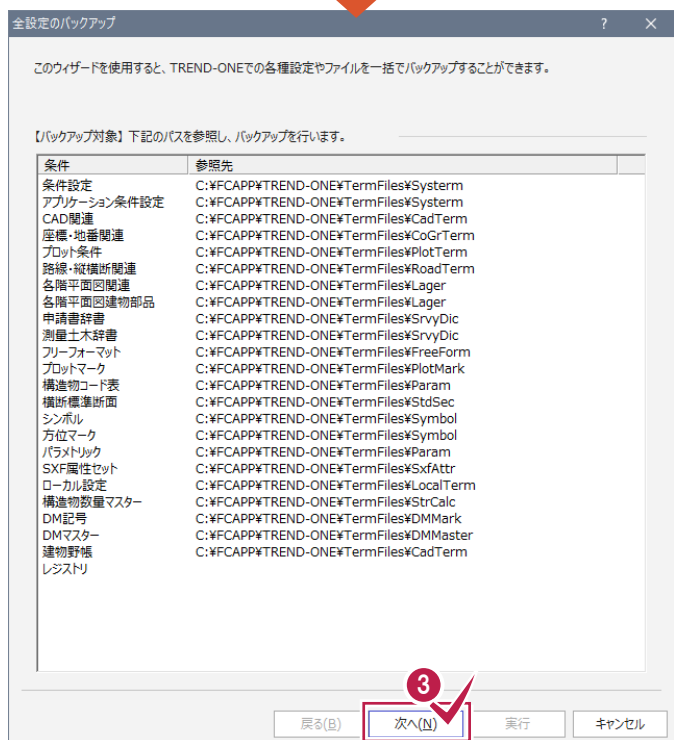 全設定のバックアップ ? ×
このウィザードを使用すると、TREND-ONEでの各種設定やファイルを一括でバックアップすることができます。
【バックアップ対象】下記のパスを参照し、バックアップを行います。
条件 参照先
条件設定 C:¥FCAPP¥TREND-ONE¥TermFiles¥Systerm
アプリケーション条件設定 C:¥FCAPP¥TREND-ONE¥TermFiles¥Systerm
CAD関連 C:¥FCAPP¥TREND-ONE¥TermFiles¥CadTerm
座標・地番関連 C:¥FCAPP¥TREND-ONE¥TermFiles¥CoGrTerm
プロット条件 C:¥FCAPP¥TREND-ONE¥TermFiles¥PlotTerm
路線・縦横断関連 C:¥FCAPP¥TREND-ONE¥TermFiles¥RoadTerm
各階平面図関連 C:¥FCAPP¥TREND-ONE¥TermFiles¥Lager
各階平面図建物部品 C:¥FCAPP¥TREND-ONE¥TermFiles¥Lager
申請書辞書 C:¥FCAPP¥TREND-ONE¥TermFiles¥SrvyDic
測量土木辞書 C:¥FCAPP¥TREND-ONE¥TermFiles¥SrvyDic
フリーフォーマット C:¥FCAPP¥TREND-ONE¥TermFiles¥FreeForm
プロットマーク C:¥FCAPP¥TREND-ONE¥TermFiles¥PlotMark
構造物コード表 C:¥FCAPP¥TREND-ONE¥TermFiles¥Param
横断標準断面 C:¥FCAPP¥TREND-ONE¥TermFiles¥StdSec
シンボル C:¥FCAPP¥TREND-ONE¥TermFiles¥Symbol
方位マーク C:¥FCAPP¥TREND-ONE¥TermFiles¥Symbol
パラメトリック C:¥FCAPP¥TREND-ONE¥TermFiles¥Param
SXF属性セット C:¥FCAPP¥TREND-ONE¥TermFiles¥SxfAttr
ローカル設定 C:¥FCAPP¥TREND-ONE¥TermFiles¥LocalTerm
構造物数量マスター C:¥FCAPP¥TREND-ONE¥TermFiles¥StrCalc
DM記号 C:¥FCAPP¥TREND-ONE¥TermFiles¥DMMark
DMマスター C:¥FCAPP¥TREND-ONE¥TermFiles¥DMMaster
建物野帳 C:¥FCAPP¥TREND-ONE¥TermFiles¥CadTerm
レジストリ
3
戻る(B) 次へ(N) 実行 キャンセル